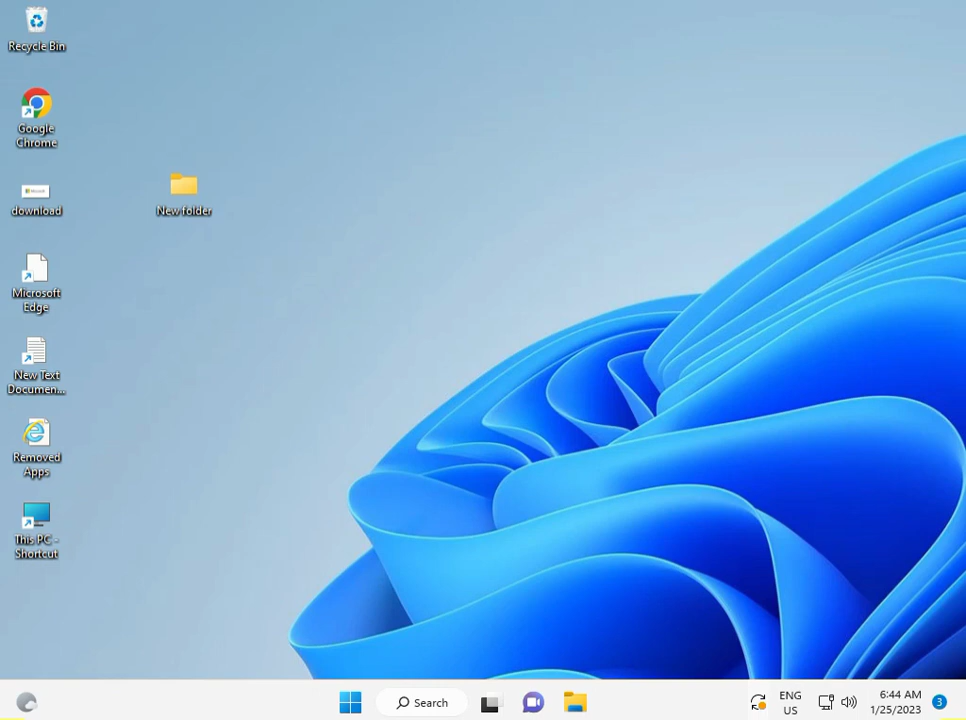 Recycle Bin
Google
Chrome
download
New folder
Microsoft
Edge
New Text
Documen...
Removed
Apps
This PC -
Shortcut
Search
ENG
US
6:44 AM
1/25/2023
3